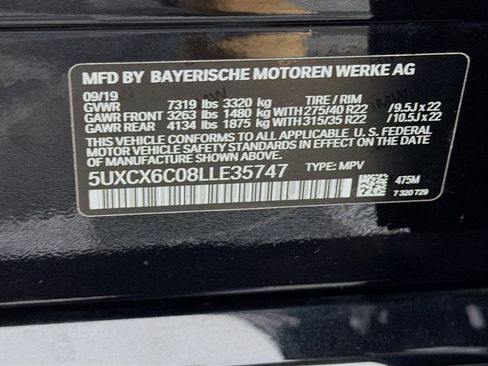 MFD BY BAYERISCHE MOTOREN WERKE AG
09/19
GVWR 7319 lbs 3320 kg TIRE / RIM
GAWR FRONT 3263 lbs 1480 kg WITH 275/40 R22 /9.5J x 22
GAWR REAR 4134 lbs 1875 kg WITH 315/35 R22 /10.5J x 22
THIS VEHICLE CONFORMS TO ALL APPLICABLE
U.S. FEDERAL MOTOR VEHICLE SAFETY
STANDARDS IN EFFECT ON THE DATE OF
MANUFACTURE SHOWN ABOVE.
5UXCX6C08LLE35747 TYPE: MPV 475M
7 320 729